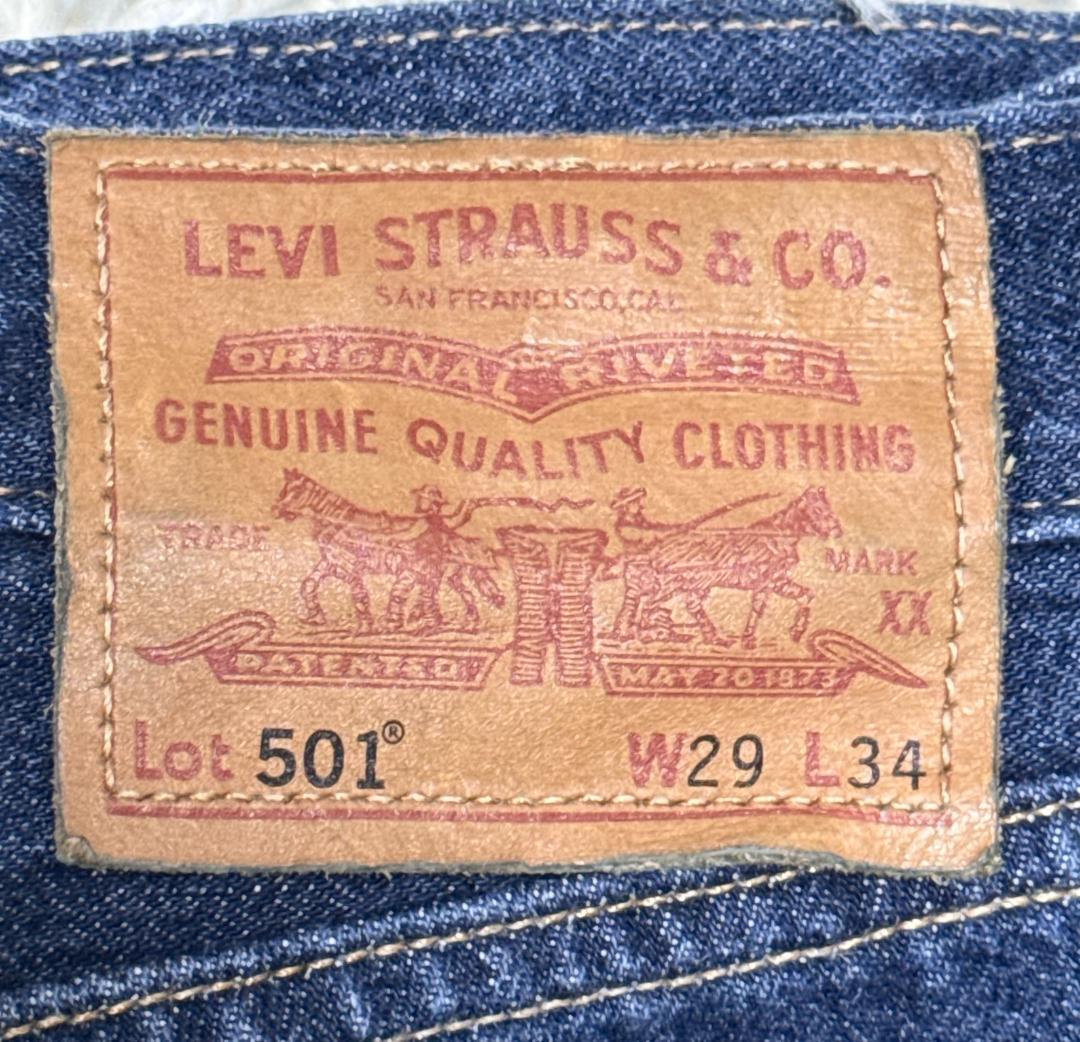 LEVI STRAUSS & CO.
SAN FRANCISCO, CAL.
ORIGINAL RIVETED
GENUINE QUALITY CLOTHING
TRADE MARK
XX
PATENTED MAY 20 1873
Lot 501® W29 L34